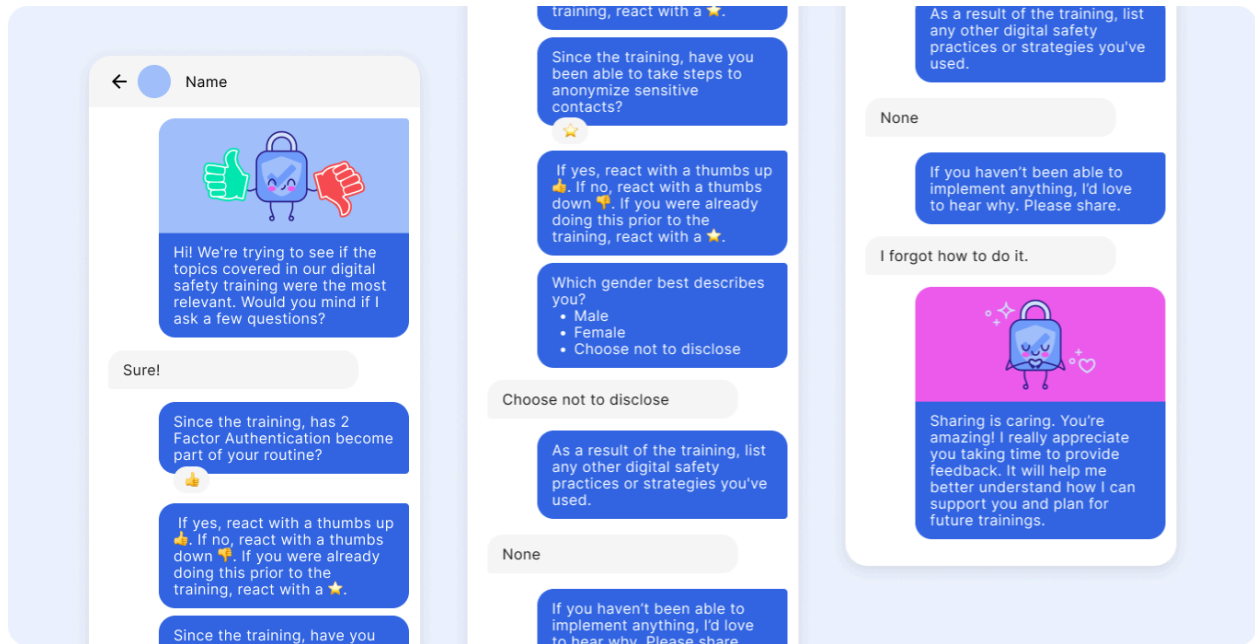 Name
Hi! We're trying to see if the
topics covered in our digital
safety training were the most
relevant. Would you mind if I
ask a few questions?
Sure!
Since the training, has 2
Factor Authentication become
part of your routine?
👍
If yes, react with a thumbs up
👍. If no, react with a thumbs
down 👎. If you were already
doing this prior to the
training, react with a ⭐.
Since the training, have you
training, react with a ⭐.
Since the training, have you
been able to take steps to
anonymize sensitive
contacts?
⭐
If yes, react with a thumbs up
👍. If no, react with a thumbs
down 👎. If you were already
doing this prior to the
training, react with a ⭐.
Which gender best describes
you?
• Male
• Female
• Choose not to disclose
Choose not to disclose
As a result of the training, list
any other digital safety
practices or strategies you've
used.
None
If you haven't been able to
implement anything, I'd love
to hear why. Please share.
As a result of the training, list
any other digital safety
practices or strategies you've
used.
None
If you haven't been able to
implement anything, I'd love
to hear why. Please share.
I forgot how to do it.
Sharing is caring. You're
amazing! I really appreciate
you taking time to provide
feedback. It will help me
better understand how I can
support you and plan for
future trainings.